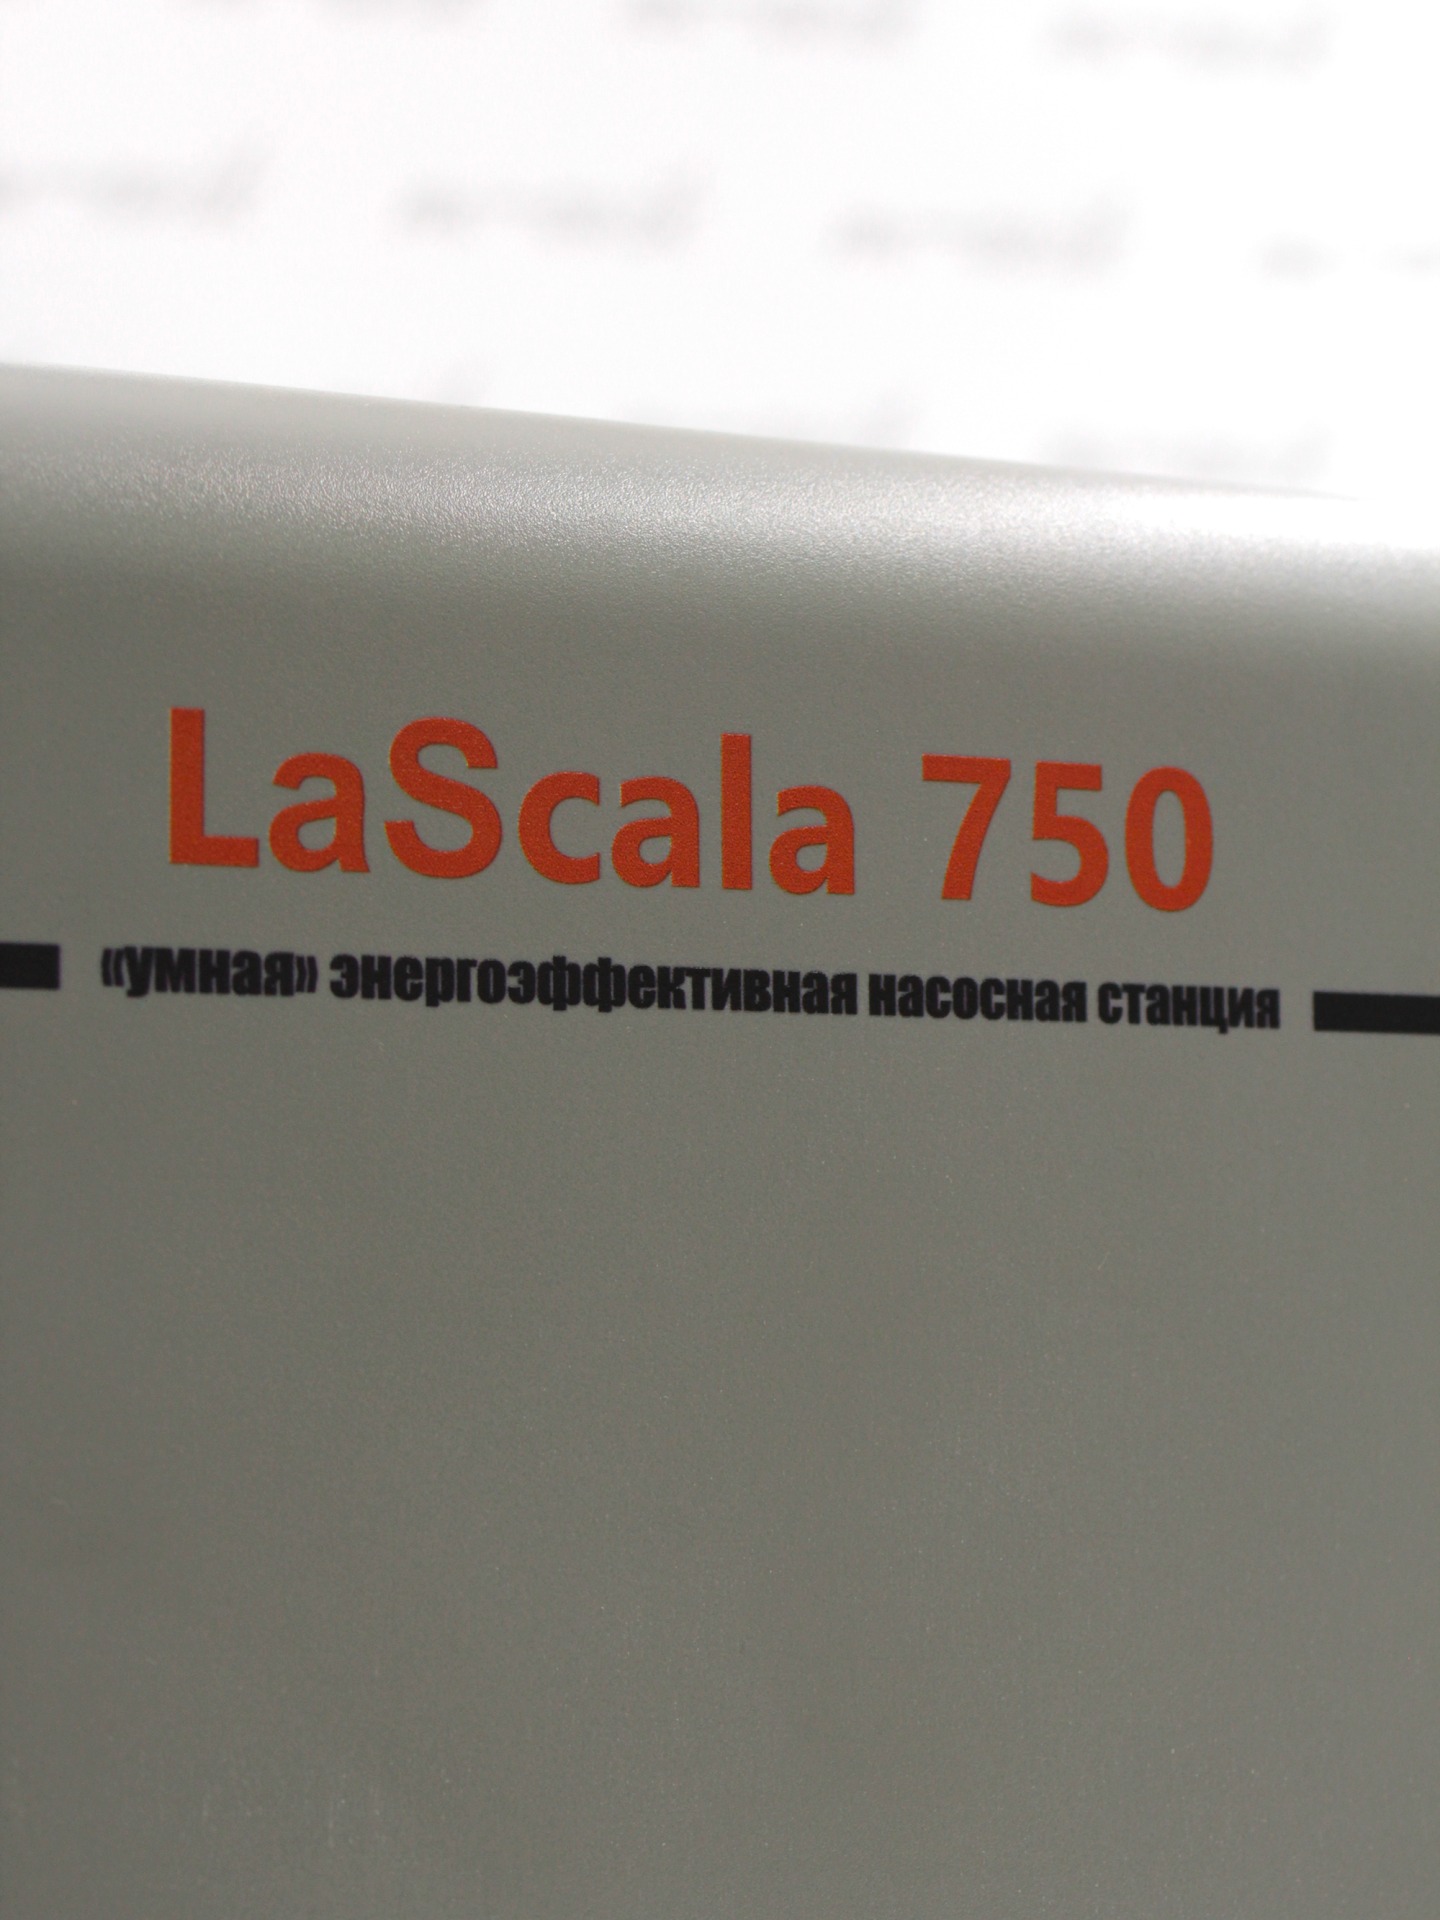 LaScala 750
«умная» энергоэффективная насосная станция